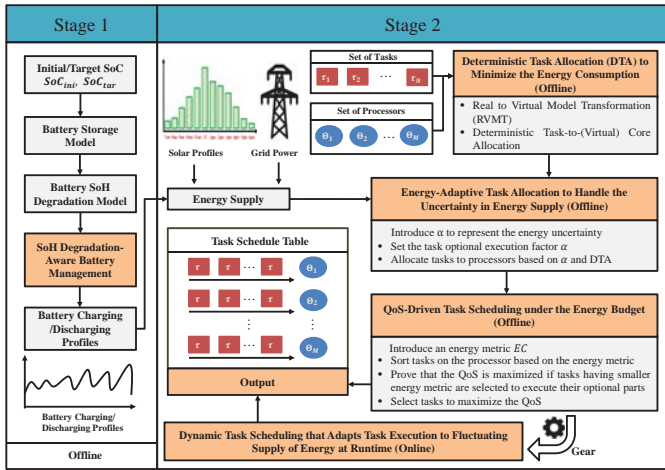 Stage 1
Stage 2
Initial/Target SoC
SoC_ini, SoC_tar
Battery Storage
Model
Battery SoH
Degradation Model
SoH Degradation-
Aware Battery
Management
Battery Charging
/Discharging
Profiles
Battery Charging/
Discharging Profiles
Offline
Solar Profiles
Grid Power
Set of Tasks
τ1 τ2 ⋯ τN
Set of Processors
Θ1 Θ2 ⋯ ΘM
Deterministic Task Allocation (DTA) to
Minimize the Energy Consumption
(Offline)
• Real to Virtual Model Transformation
(RVMT)
• Deterministic Task-to-(Virtual) Core
Allocation
Energy Supply
Energy-Adaptive Task Allocation to Handle the
Uncertainty in Energy Supply (Offline)
Introduce α to represent the energy uncertainty
• Set the task optional execution factor α
• Allocate tasks to processors based on α and DTA
Task Schedule Table
τ τ ⋯ τ Θ1
τ τ ⋯ τ Θ2
τ τ ⋯ τ ΘM
Output
QoS-Driven Task Scheduling under the Energy Budget
(Offline)
Introduce an energy metric EC
• Sort tasks on the processor based on the energy metric
• Prove that the QoS is maximized if tasks having smaller
energy metric are selected to execute their optional parts
• Select tasks to maximize the QoS
Dynamic Task Scheduling that Adapts Task Execution to Fluctuating
Supply of Energy at Runtime (Online)
Gear